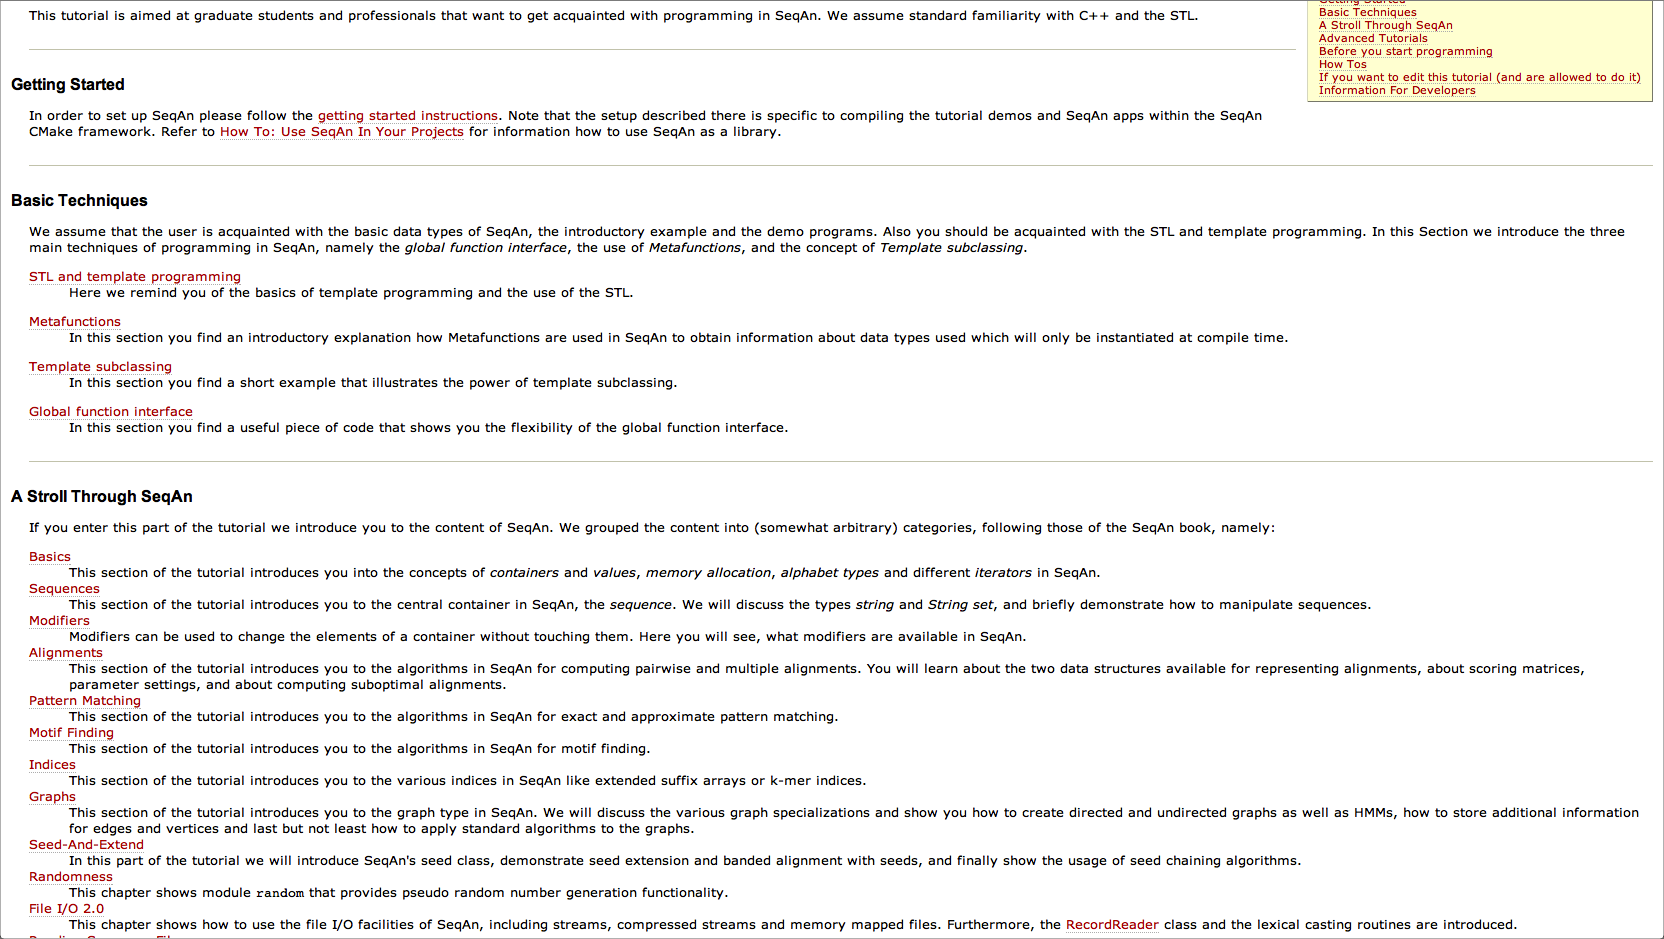 This tutorial is aimed at graduate students and professionals that want to get acquainted with programming in SeqAn. We assume standard familiarity with C++ and the STL.
Getting Started
Basic Techniques
A Stroll Through SeqAn
Advanced Tutorials
Before you start programming
How Tos
If you want to edit this tutorial (and are allowed to do it)
Information For Developers
Getting Started
In order to set up SeqAn please follow the getting started instructions. Note that the setup described there is specific to compiling the tutorial demos and SeqAn apps within the SeqAn
CMake framework. Refer to How To: Use SeqAn In Your Projects for information how to use SeqAn as a library.
Basic Techniques
We assume that the user is acquainted with the basic data types of SeqAn, the introductory example and the demo programs. Also you should be acquainted with the STL and template programming. In this Section we introduce the three
main techniques of programming in SeqAn, namely the global function interface, the use of Metafunctions, and the concept of Template subclassing.
STL and template programming
Here we remind you of the basics of template programming and the use of the STL.
Metafunctions
In this section you find an introductory explanation how Metafunctions are used in SeqAn to obtain information about data types used which will only be instantiated at compile time.
Template subclassing
In this section you find a short example that illustrates the power of template subclassing.
Global function interface
In this section you find a useful piece of code that shows you the flexibility of the global function interface.
A Stroll Through SeqAn
If you enter this part of the tutorial we introduce you to the content of SeqAn. We grouped the content into (somewhat arbitrary) categories, following those of the SeqAn book, namely:
Basics
This section of the tutorial introduces you into the concepts of containers and values, memory allocation, alphabet types and different iterators in SeqAn.
Sequences
This section of the tutorial introduces you to the central container in SeqAn, the sequence. We will discuss the types string and String set, and briefly demonstrate how to manipulate sequences.
Modifiers
Modifiers can be used to change the elements of a container without touching them. Here you will see, what modifiers are available in SeqAn.
Alignments
This section of the tutorial introduces you to the algorithms in SeqAn for computing pairwise and multiple alignments. You will learn about the two data structures available for representing alignments, about scoring matrices,
parameter settings, and about computing suboptimal alignments.
Pattern Matching
This section of the tutorial introduces you to the algorithms in SeqAn for exact and approximate pattern matching.
Motif Finding
This section of the tutorial introduces you to the algorithms in SeqAn for motif finding.
Indices
This section of the tutorial introduces you to the various indices in SeqAn like extended suffix arrays or k-mer indices.
Graphs
This section of the tutorial introduces you to the graph type in SeqAn. We will discuss the various graph specializations and show you how to create directed and undirected graphs as well as HMMs, how to store additional information
for edges and vertices and last but not least how to apply standard algorithms to the graphs.
Seed-And-Extend
In this part of the tutorial we will introduce SeqAn's seed class, demonstrate seed extension and banded alignment with seeds, and finally show the usage of seed chaining algorithms.
Randomness
This chapter shows module random that provides pseudo random number generation functionality.
File I/O 2.0
This chapter shows how to use the file I/O facilities of SeqAn, including streams, compressed streams and memory mapped files. Furthermore, the RecordReader class and the lexical casting routines are introduced.